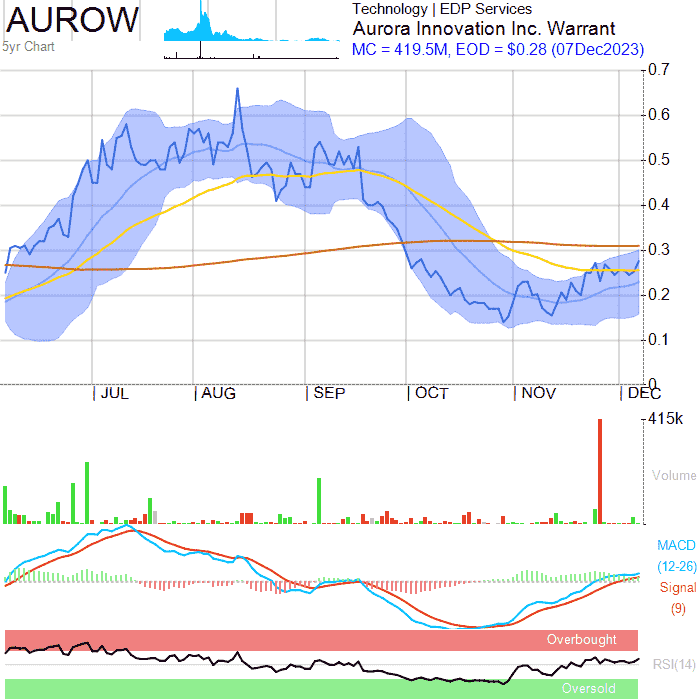 AUROW
5yr Chart
Technology | EDP Services
Aurora Innovation Inc. Warrant
MC = 419.5M, EOD = $0.28 (07Dec2023)
0.7
0.6
0.5
0.4
0.3
0.2
0.1
0
JUL AUG SEP OCT NOV DEC
415k
Volume
MACD
(12-26)
Signal
(9)
Overbought
RSI(14)
Oversold